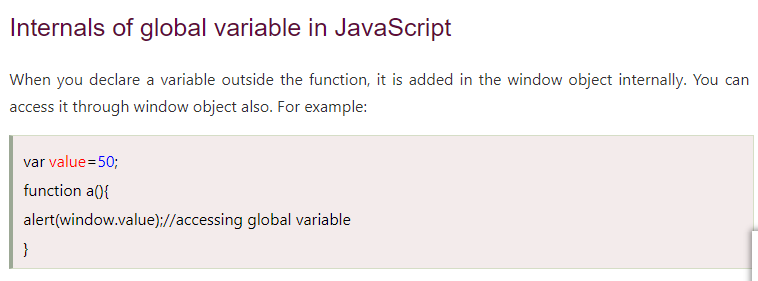 Internals of global variable in JavaScript
When you declare a variable outside the function, it is added in the window object internally. You can
access it through window object also. For example:
var value=50;
function a(){
alert(window.value);//accessing global variable
}